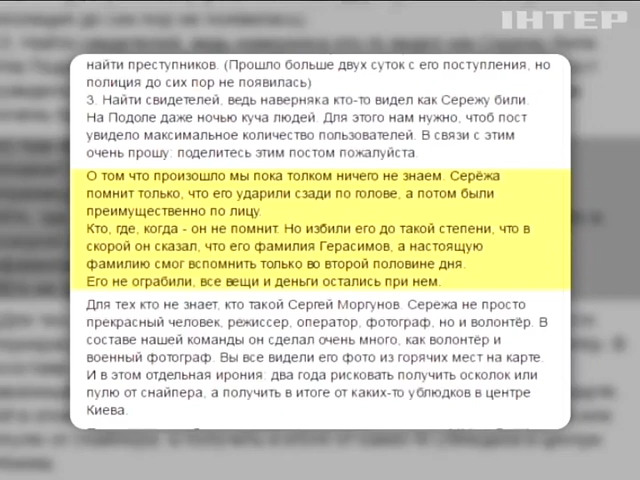 ІНТЕР
найти преступников. (Прошло больше двух суток с его поступления, но
полиция до сих пор не появилась)
3. Найти свидетелей, ведь наверняка кто-то видел как Сережу били.
На Подоле даже ночью куча людей. Для этого нам нужно, чтоб пост
увидело максимальное количество пользователей. В связи с этим
очень прошу: поделитесь этим постом пожалуйста.
О том что произошло мы пока толком ничего не знаем. Серёжа
помнит только, что его ударили сзади по голове, а потом были
преимущественно по лицу.
Кто, где, когда - он не помнит. Но избили его до такой степени, что в
скорой он сказал, что его фамилия Герасимов, а настоящую
фамилию смог вспомнить только во второй половине дня.
Его не ограбили, все вещи и деньги остались при нем.
Для тех кто не знает, кто такой Сергей Моргунов. Сережа не просто
прекрасный человек, режиссер, оператор, фотограф, но и волонтёр. В
составе нашей команды он сделал очень много, как волонтёр и
военный фотограф. Вы все видели его фото из горячих мест на карте.
И в этом отдельная ирония: два года рисковать получить осколок или
пулю от снайпера, а получить в итоге от каких-то ублюдков в центре
Киева.